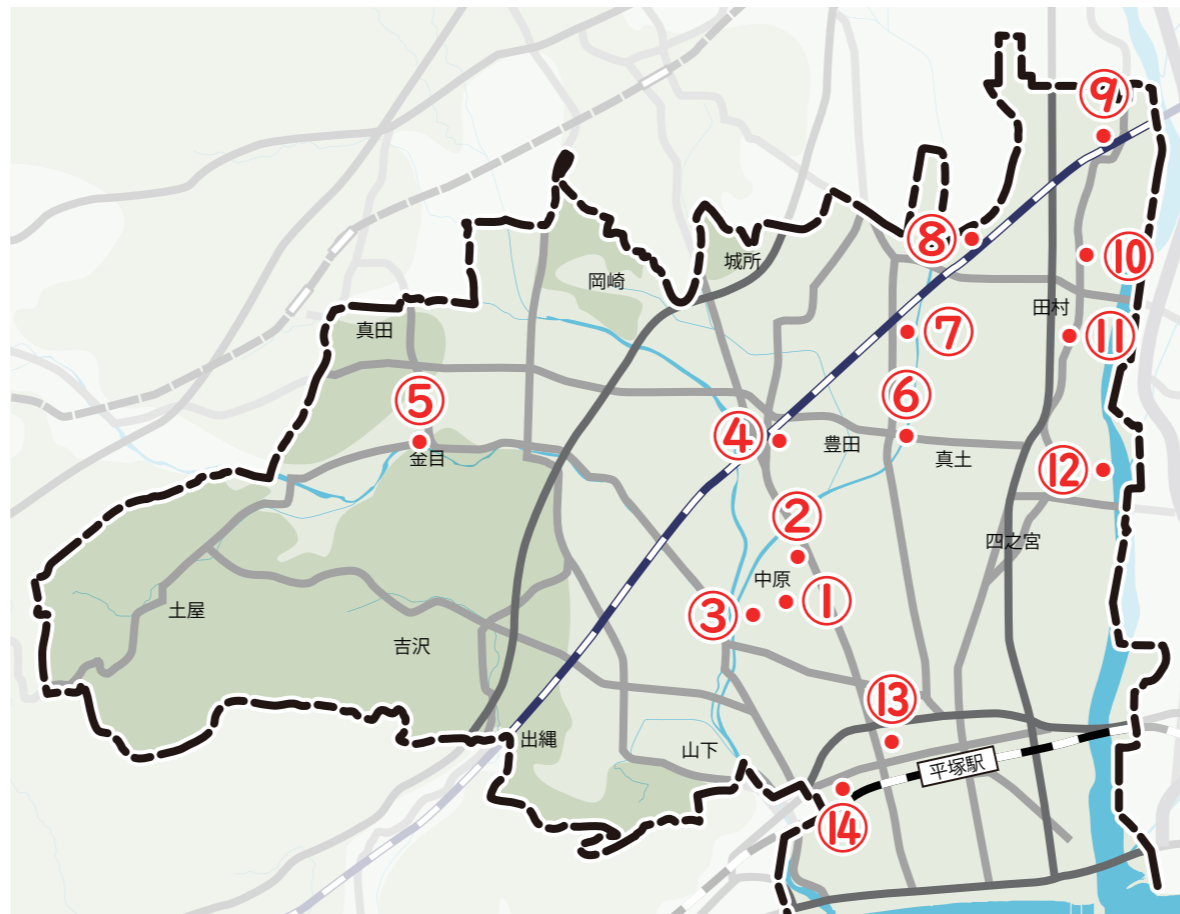 ⑨
⑧
⑩
城所
岡崎
田村
真田
⑦
⑪
⑤
⑥
④
豊田
金目
真土
⑫
②
四之宮
中原
①
③
土屋
吉沢
⑬
出縄
山下
平塚駅
⑭